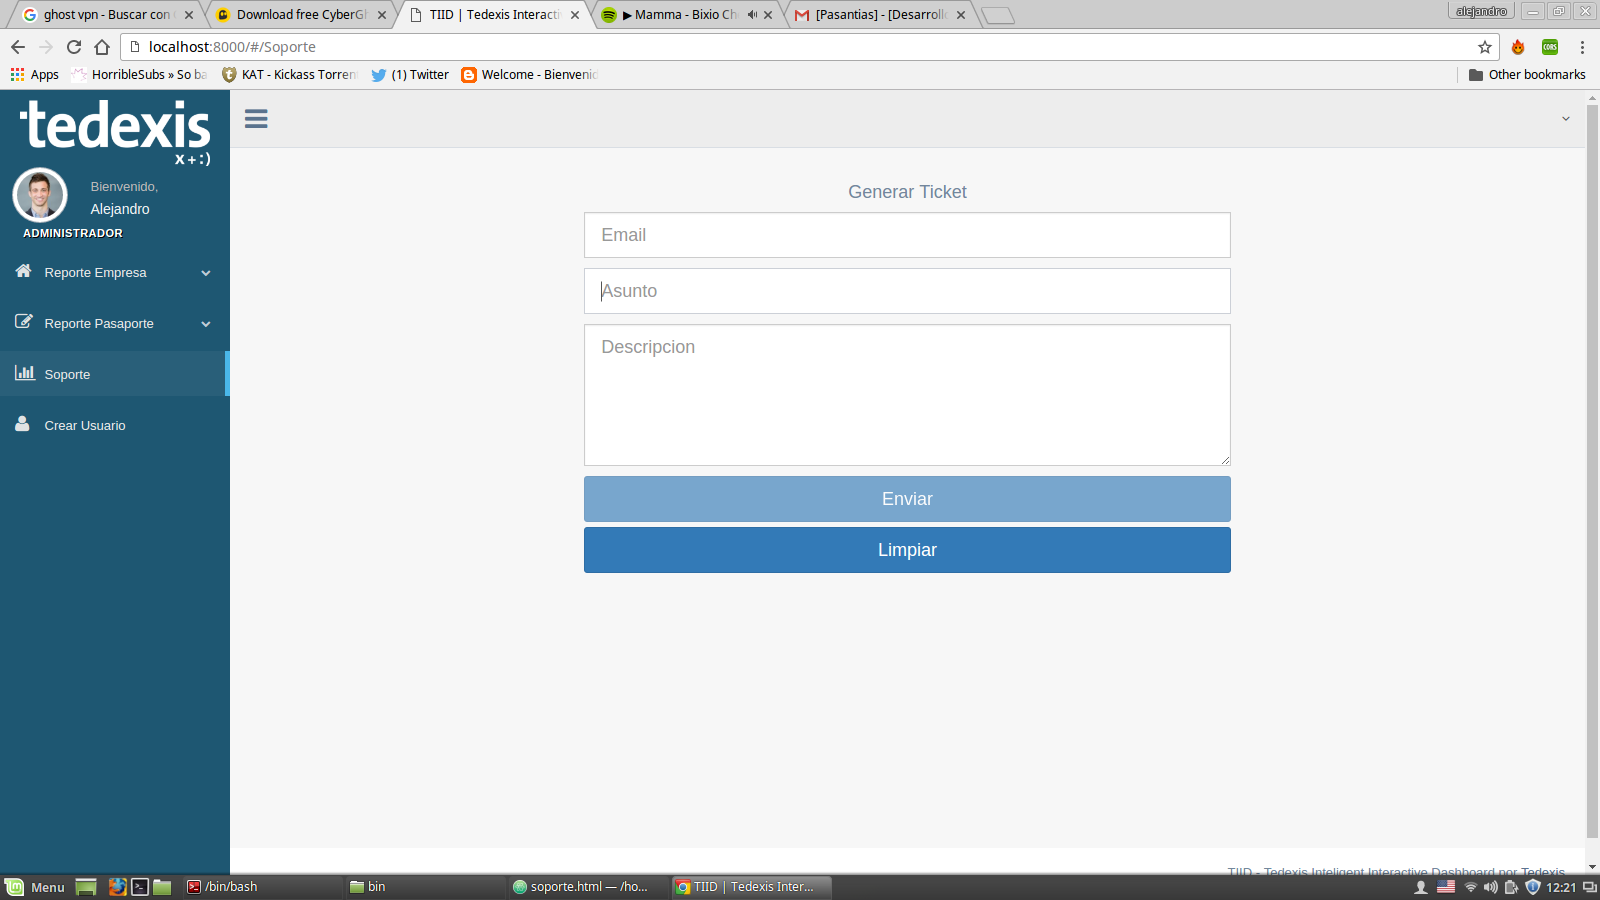 ghost vpn - Buscar con
Download free CyberGh
TIID | Tedexis Interacti
▶ Mamma - Bixio Ch
[Pasantias] - [Desarroll
alejandro
localhost:8000/#/Soporte
CORS
Apps
HorribleSubs » So ba
KAT - Kickass Torren
(1) Twitter
Welcome - Bienvenid
Other bookmarks
tedexis
x+:)
Bienvenido,
Alejandro
ADMINISTRADOR
Reporte Empresa
Reporte Pasaporte
Soporte
Crear Usuario
Generar Ticket
Email
Asunto
Descripcion
Enviar
Limpiar
TIID - Tedexis Inteligent Interactive Dashboard por Tedexis
Menu
/bin/bash
bin
soporte.html — /ho...
TIID | Tedexis Inter...
12:21